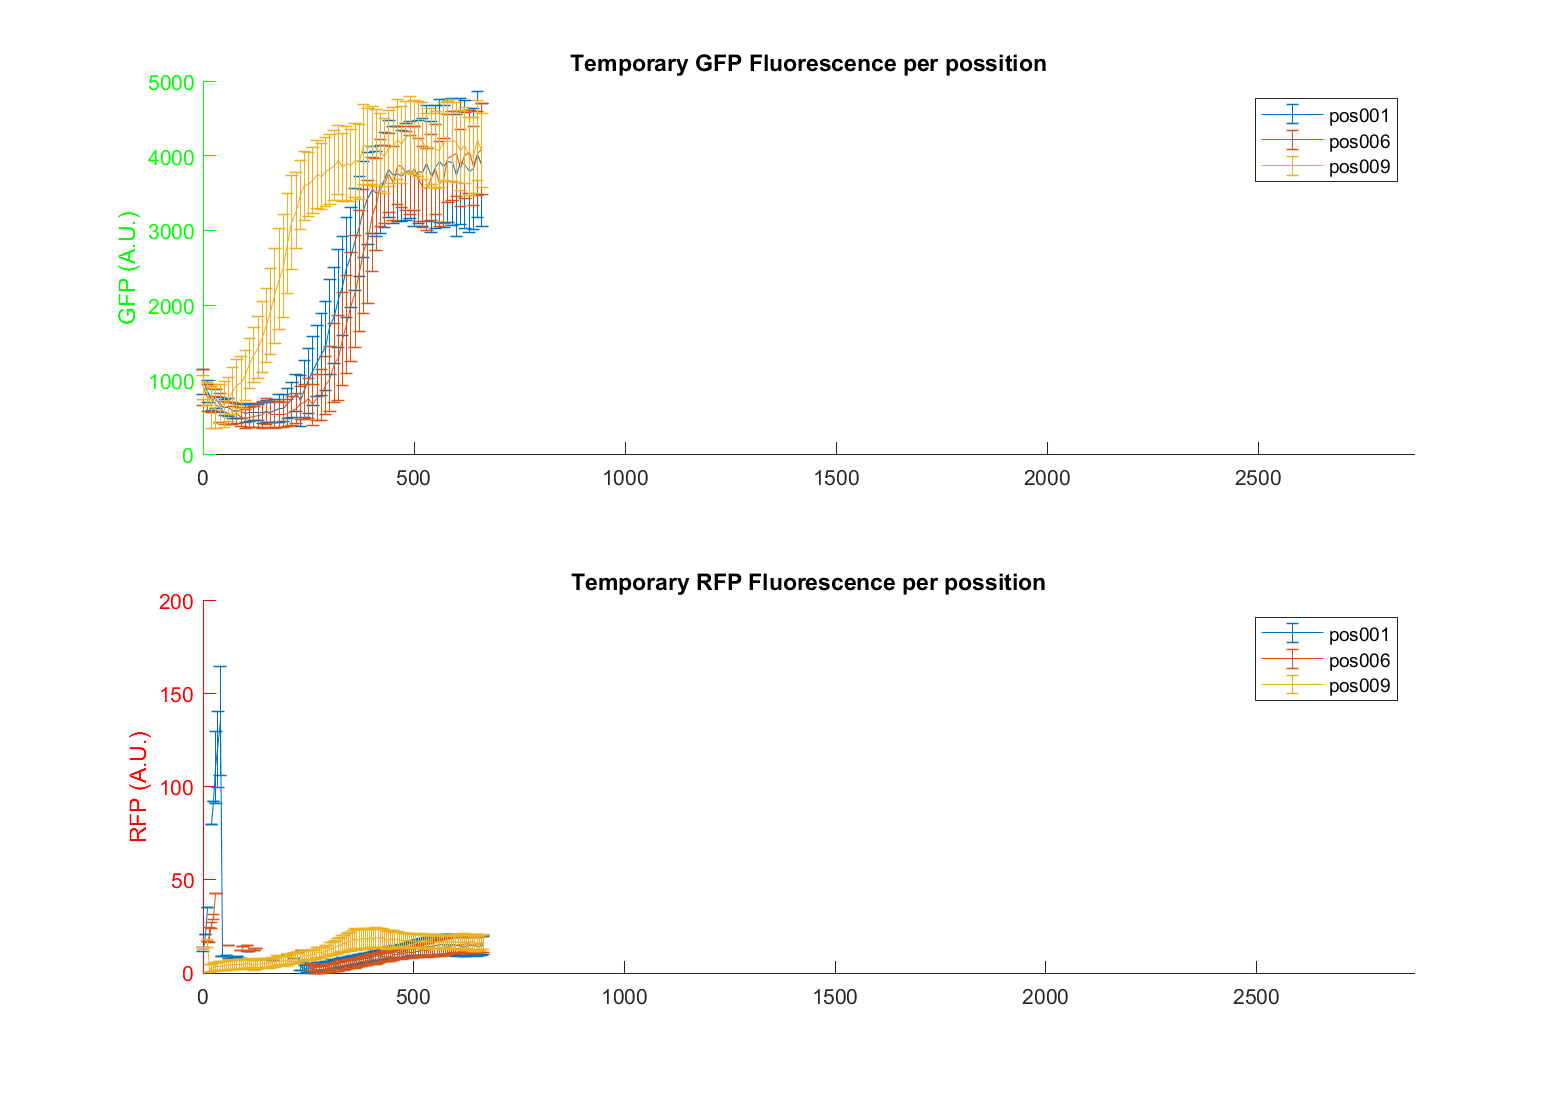 Temporary GFP Fluorescence per possition
5000
4000
3000
2000
1000
0
GFP (A.U.)
0 500 1000 1500 2000 2500
pos001
pos006
pos009
Temporary RFP Fluorescence per possition
200
150
100
50
0
RFP (A.U.)
0 500 1000 1500 2000 2500
pos001
pos006
pos009